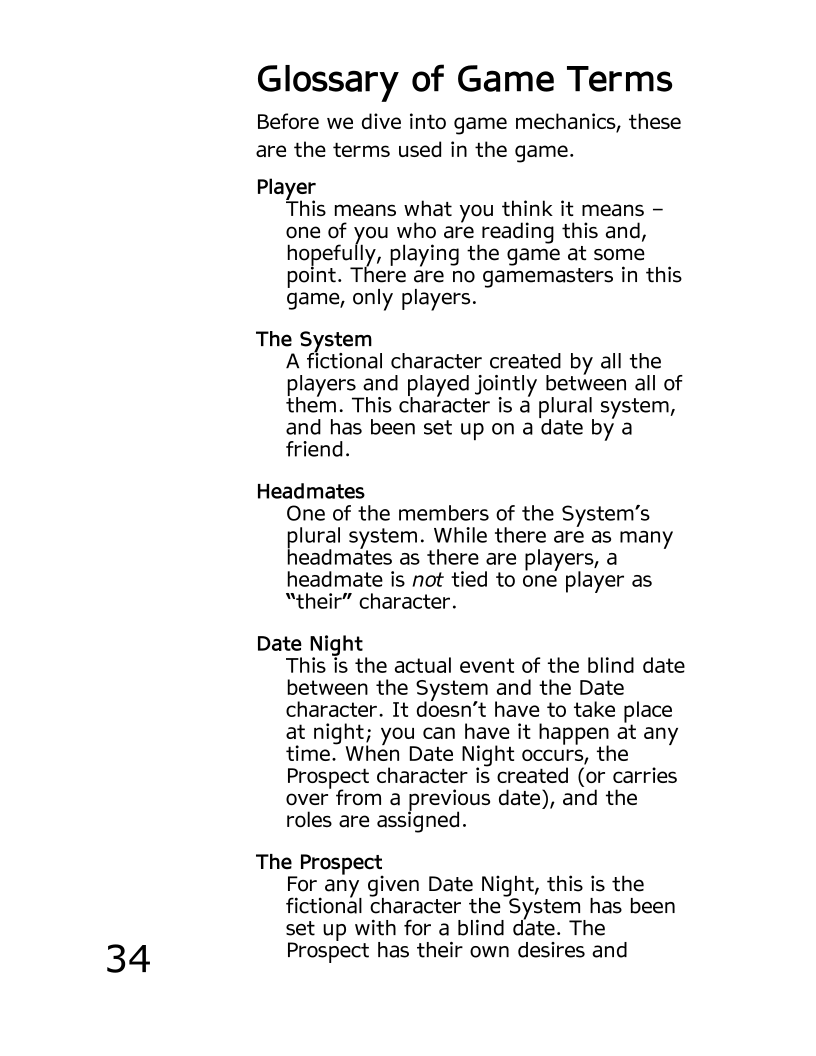 Glossary of Game Terms
Before we dive into game mechanics, these
are the terms used in the game.
Player
This means what you think it means –
one of you who are reading this and,
hopefully, playing the game at some
point. There are no gamemasters in this
game, only players.
The System
A fictional character created by all the
players and played jointly between all of
them. This character is a plural system,
and has been set up on a date by a
friend.
Headmates
One of the members of the System’s
plural system. While there are as many
headmates as there are players, a
headmate is not tied to one player as
“their” character.
Date Night
This is the actual event of the blind date
between the System and the Date
character. It doesn’t have to take place
at night; you can have it happen at any
time. When Date Night occurs, the
Prospect character is created (or carries
over from a previous date), and the
roles are assigned.
The Prospect
For any given Date Night, this is the
fictional character the System has been
set up with for a blind date. The
Prospect has their own desires and
34